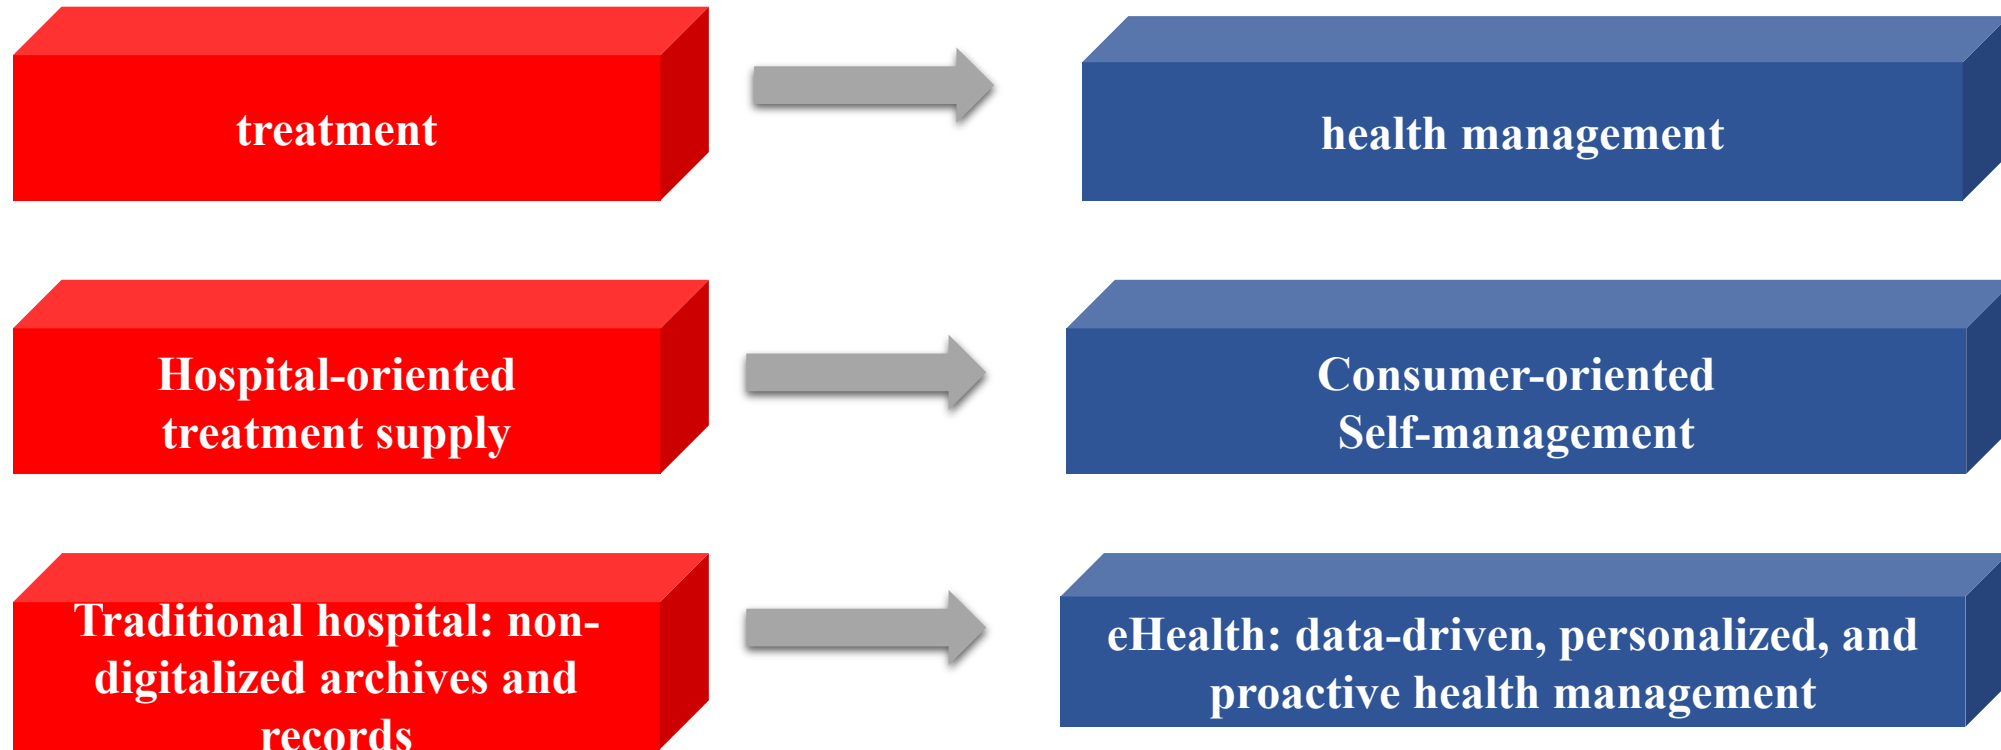 treatment
health management
Hospital-oriented
treatment supply
Consumer-oriented
Self-management
Traditional hospital: non-
digitalized archives and
records
eHealth: data-driven, personalized, and
proactive health management